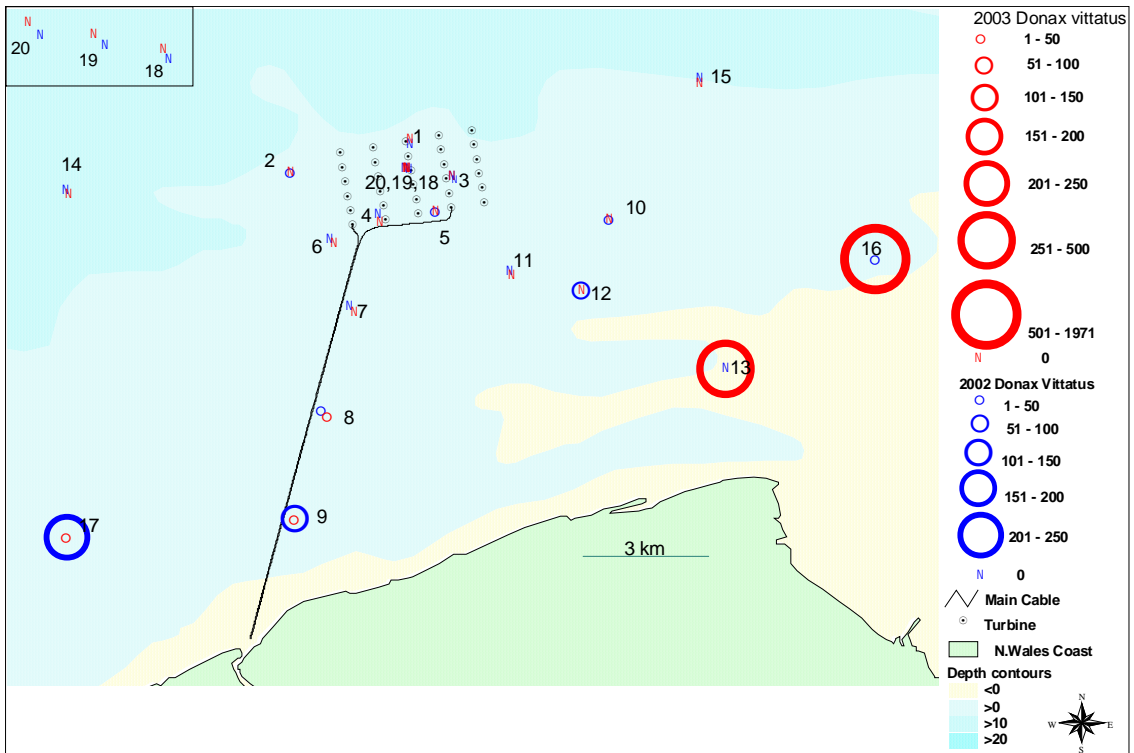 20
N
N
19
N
N
18
N
N
15
N
N
14
N
N
2
N
1
N
N
20,19,18
N
3
N
N
4
N
N
5
N
6
N
N
7
N
N
8
9
10
N
11
N
N
12
N
13
N
16
17
3 km
2003 Donax vittatus
1 - 50
51 - 100
101 - 150
151 - 200
201 - 250
251 - 500
501 - 1971
N 0
2002 Donax Vittatus
1 - 50
51 - 100
101 - 150
151 - 200
201 - 250
N 0
Main Cable
Turbine
N.Wales Coast
Depth contours
<0
>0
>10
>20
N
W E
S